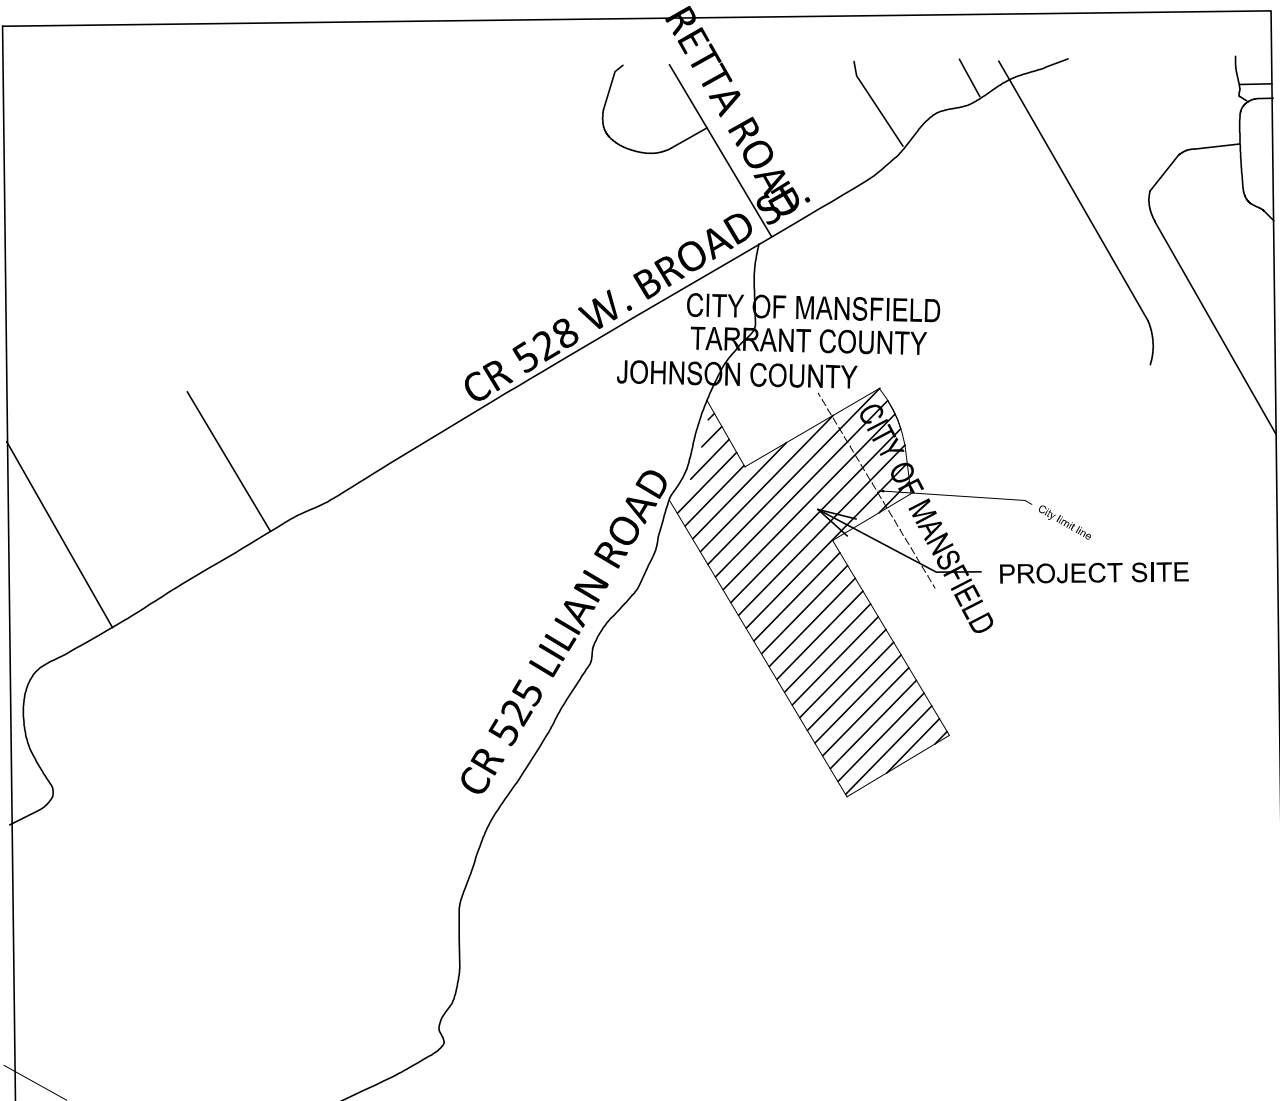 RETTA ROAD.
CR 528 W. BROAD ST.
CITY OF MANSFIELD
TARRANT COUNTY
JOHNSON COUNTY
CITY OF MANSFIELD
City limit line
PROJECT SITE
CR 525 LILIAN ROAD